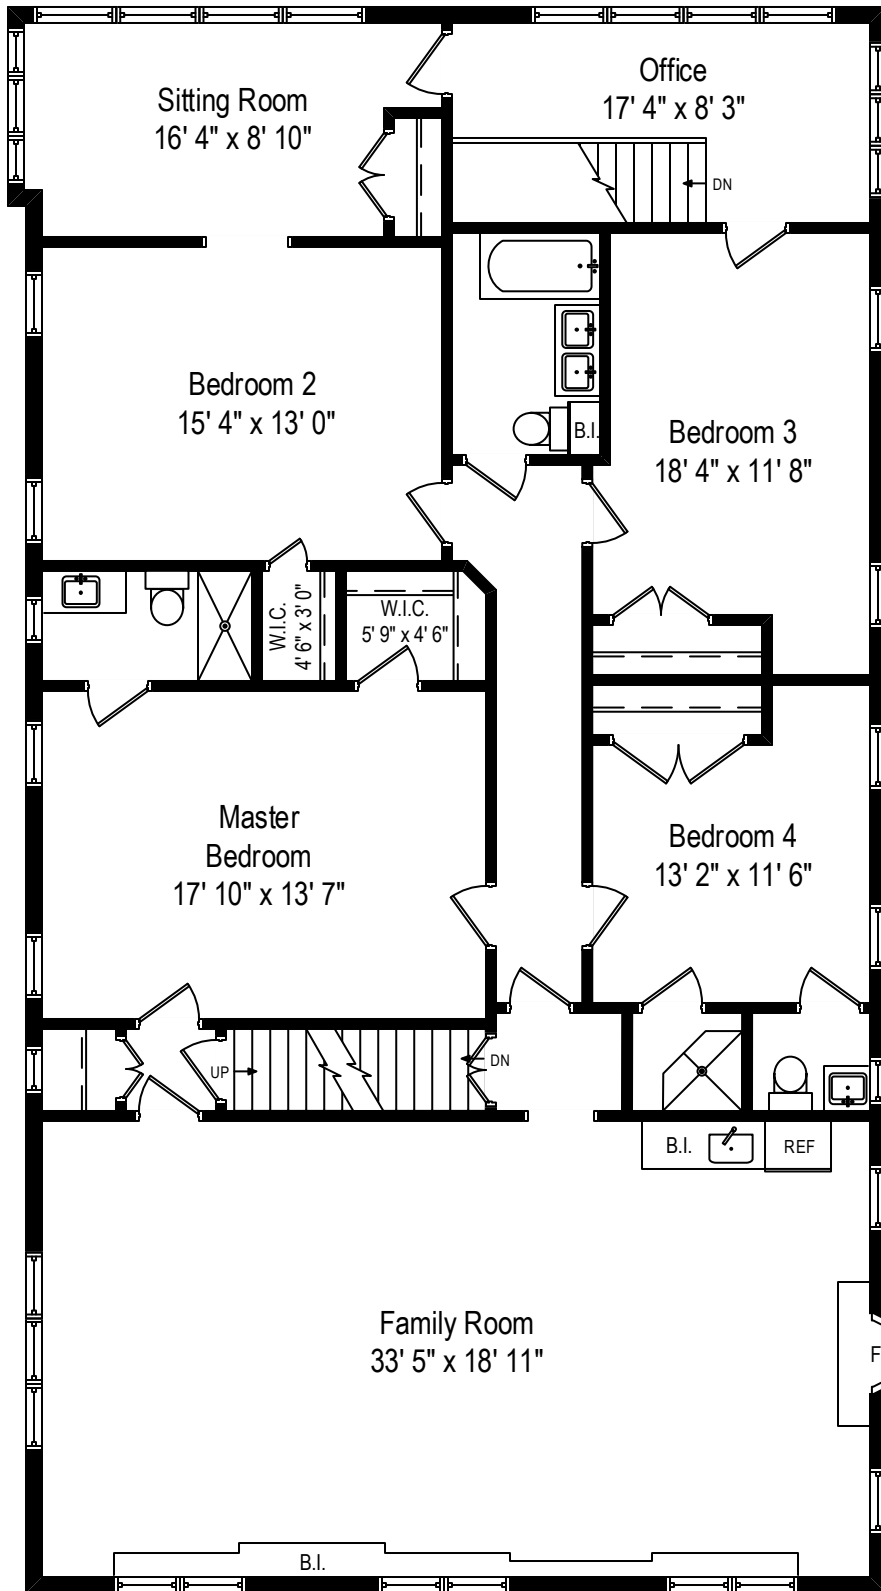 Sitting Room
16' 4" x 8' 10"
Office
17' 4" x 8' 3"
DN
Bedroom 2
15' 4" x 13' 0"
B.I.
Bedroom 3
18' 4" x 11' 8"
W.I.C.
4' 6" x 3' 0"
W.I.C.
5' 9" x 4' 6"
Master
Bedroom
17' 10" x 13' 7"
Bedroom 4
13' 2" x 11' 6"
UP
DN
B.I.
REF
Family Room
33' 5" x 18' 11"
F
B.I.